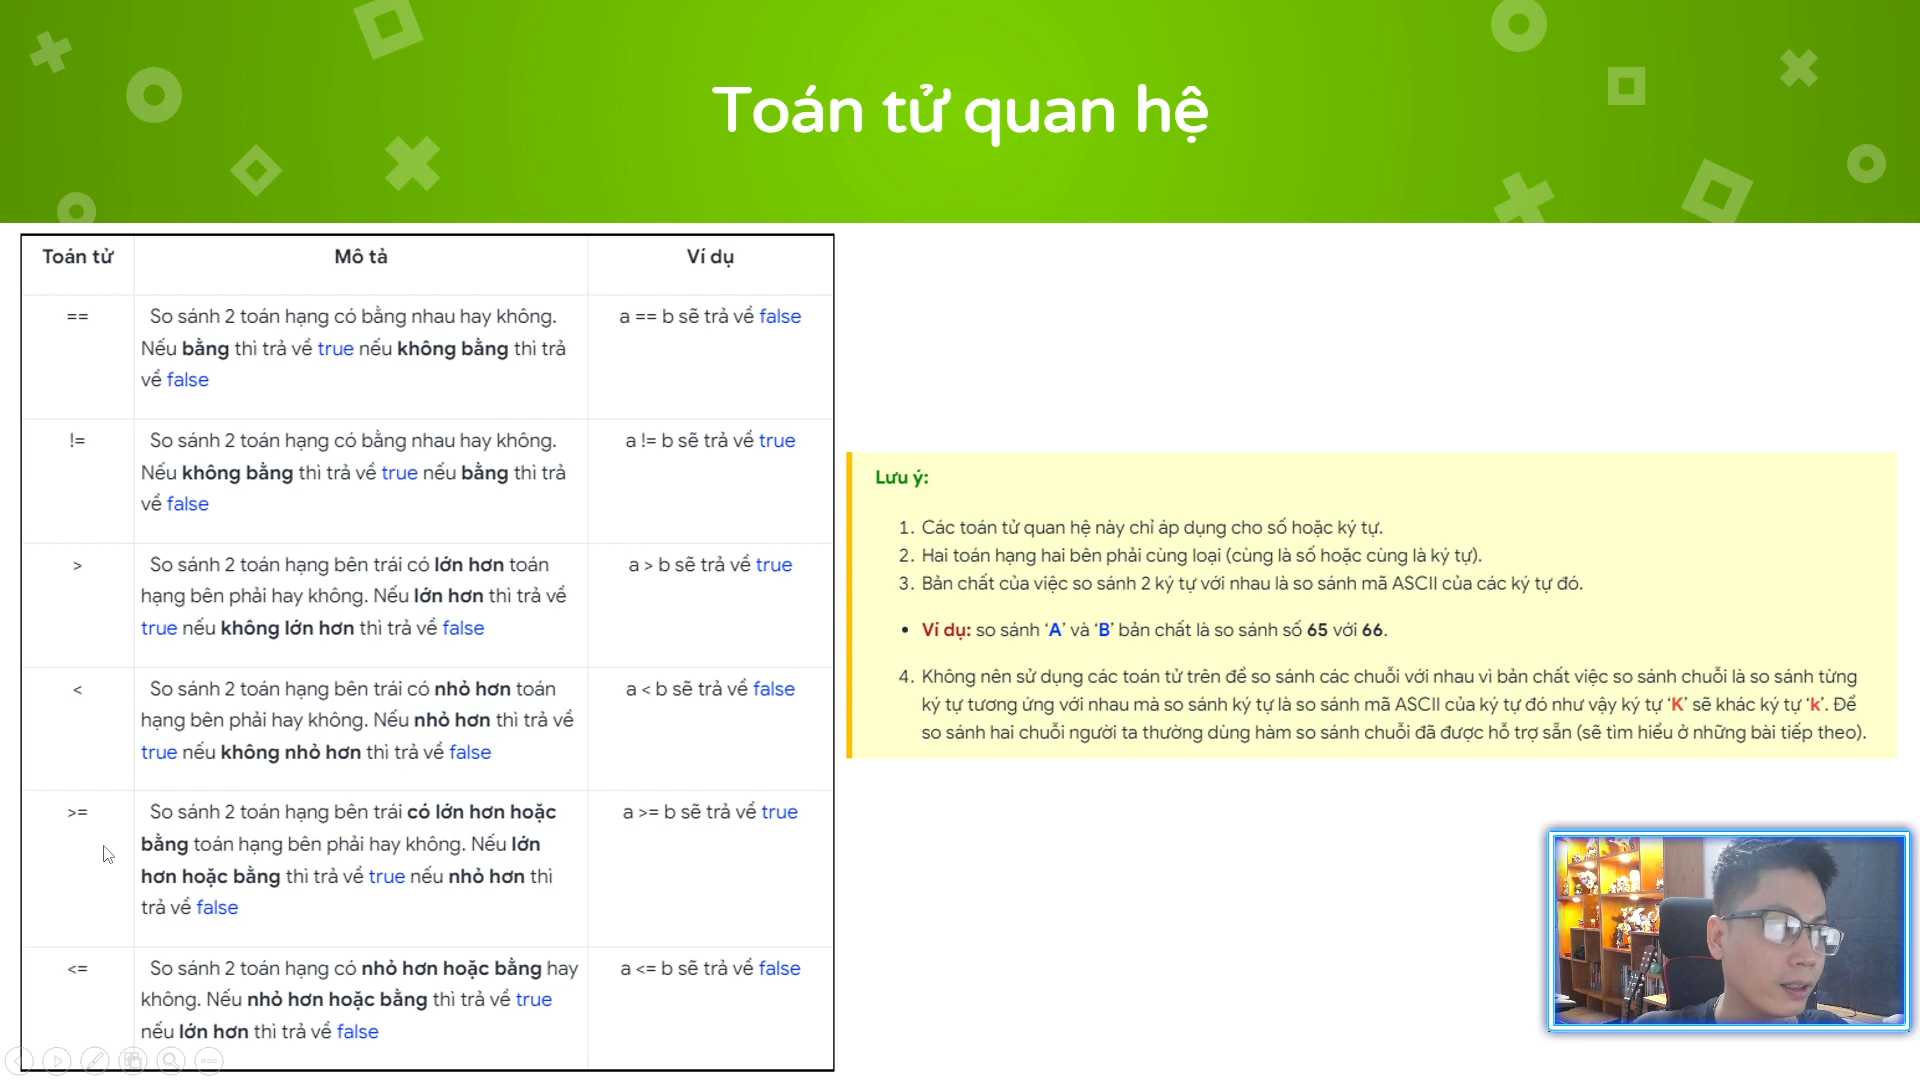 Toán tử quan hệ
Toán tử Mô tả Ví dụ
== So sánh 2 toán hạng có bằng nhau hay không. a == b sẽ trả về false
Nếu bằng thì trả về true nếu không bằng thì trả
về false
!= So sánh 2 toán hạng có bằng nhau hay không. a != b sẽ trả về true
Nếu không bằng thì trả về true nếu bằng thì trả
về false
> So sánh 2 toán hạng bên trái có lớn hơn toán a > b sẽ trả về true
hạng bên phải hay không. Nếu lớn hơn thì trả về
true nếu không lớn hơn thì trả về false
< So sánh 2 toán hạng bên trái có nhỏ hơn toán a < b sẽ trả về false
hạng bên phải hay không. Nếu nhỏ hơn thì trả về
true nếu không nhỏ hơn thì trả về false
>= So sánh 2 toán hạng bên trái có lớn hơn hoặc a >= b sẽ trả về true
bằng toán hạng bên phải hay không. Nếu lớn
hơn hoặc bằng thì trả về true nếu nhỏ hơn thì
trả về false
<= So sánh 2 toán hạng có nhỏ hơn hoặc bằng hay a <= b sẽ trả về false
không. Nếu nhỏ hơn hoặc bằng thì trả về true
nếu lớn hơn thì trả về false
Lưu ý:
1. Các toán tử quan hệ này chỉ áp dụng cho số hoặc ký tự.
2. Hai toán hạng hai bên phải cùng loại (cùng là số hoặc cùng là ký tự).
3. Bản chất của việc so sánh 2 ký tự với nhau là so sánh mã ASCII của các ký tự đó.
• Ví dụ: so sánh ‘A’ và ‘B’ bản chất là so sánh số 65 với 66.
4. Không nên sử dụng các toán tử trên để so sánh các chuỗi với nhau vì bản chất việc so sánh chuỗi là so sánh từng
ký tự tương ứng với nhau mà so sánh ký tự là so sánh mã ASCII của ký tự đó như vậy ký tự ‘K’ sẽ khác ký tự ‘k’. Để
so sánh hai chuỗi người ta thường dùng hàm so sánh chuỗi đã được hỗ trợ sẵn (sẽ tìm hiểu ở những bài tiếp theo).